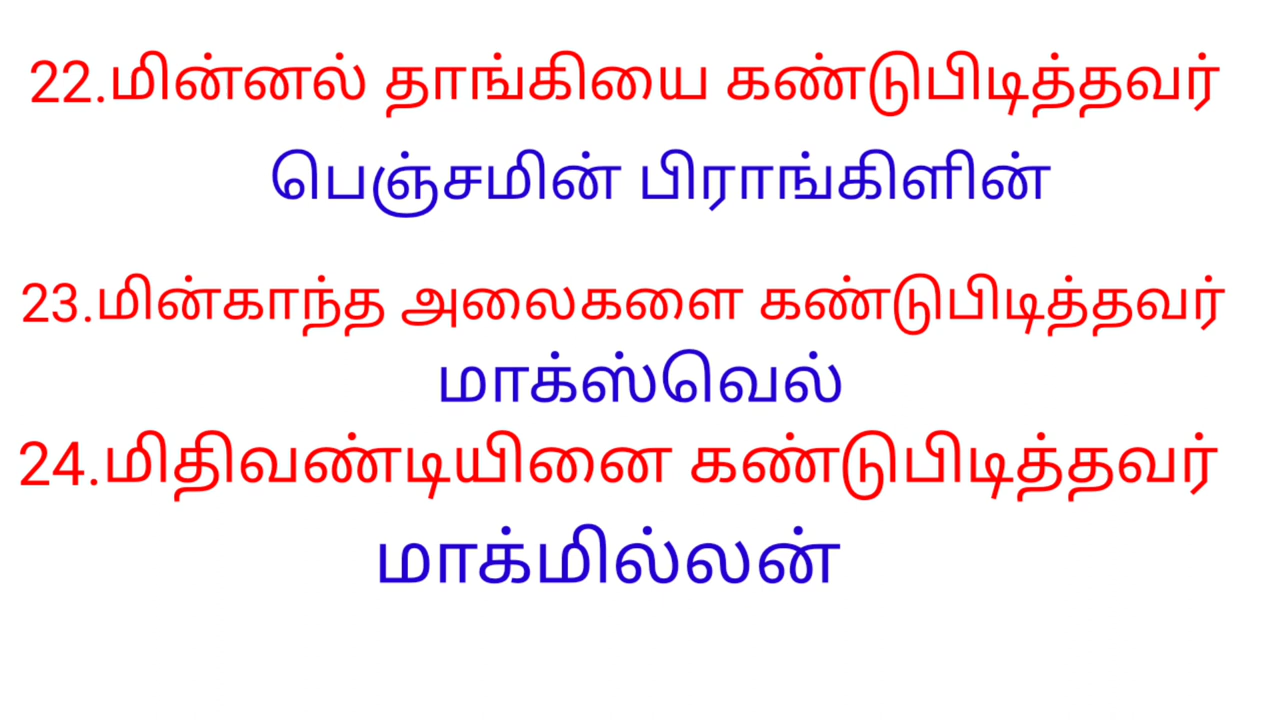 22.மின்னல் தாங்கியை கண்டுபிடித்தவர்
பெஞ்சமின் பிராங்கிளின்
23.மின்காந்த அலைகளை கண்டுபிடித்தவர்
மாக்ஸ்வெல்
24.மிதிவண்டியினை கண்டுபிடித்தவர்
மாக்மில்லன்